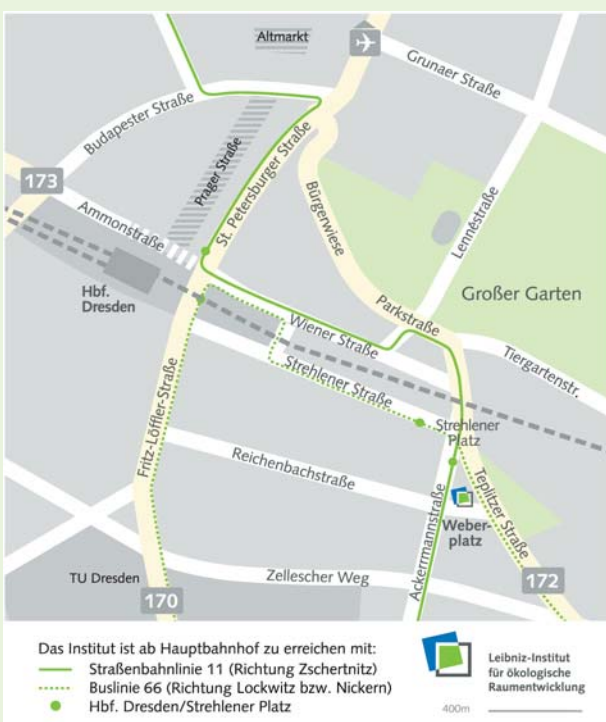 Altmarkt
Grunaer Straße
Budapester Straße
Prager Straße
St. Petersburger Straße
Bürgerwiese
Lennéstraße
173
Ammonstraße
Hbf.
Dresden
Großer Garten
Parkstraße
Wiener Straße
Tiergartenstr.
Strehlener Straße
Strehlener
Platz
Fritz-Löffler-Straße
Reichenbachstraße
Ackerrmannstraße
Teplitzer Straße
Weber-
platz
TU Dresden
Zellescher Weg
170
172
Das Institut ist ab Hauptbahnhof zu erreichen mit:
Straßenbahnlinie 11 (Richtung Zschertnitz)
Buslinie 66 (Richtung Lockwitz bzw. Nickern)
Hbf. Dresden/Strehlener Platz
Leibniz-Institut
für ökologische
Raumentwicklung
400m